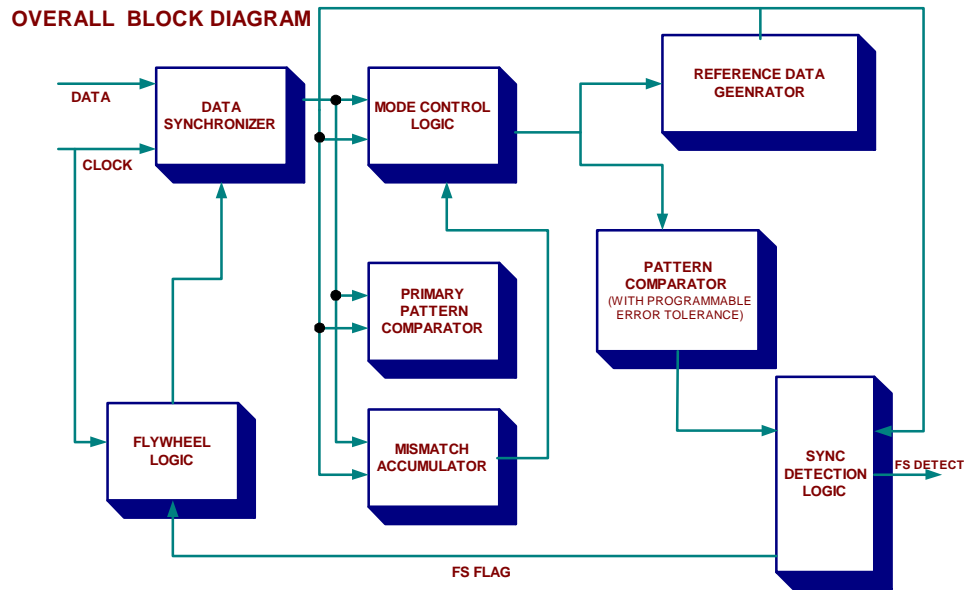 OVERALL BLOCK DIAGRAM
DATA
CLOCK
DATA
SYNCHRONIZER
MODE CONTROL
LOGIC
REFERENCE DATA
GEENRATOR
PRIMARY
PATTERN
COMPARATOR
PATTERN
COMPARATOR
(WITH PROGRAMMABLE
ERROR TOLERANCE)
FLYWHEEL
LOGIC
MISMATCH
ACCUMULATOR
SYNC
DETECTION
LOGIC
FS DETECT
FS FLAG